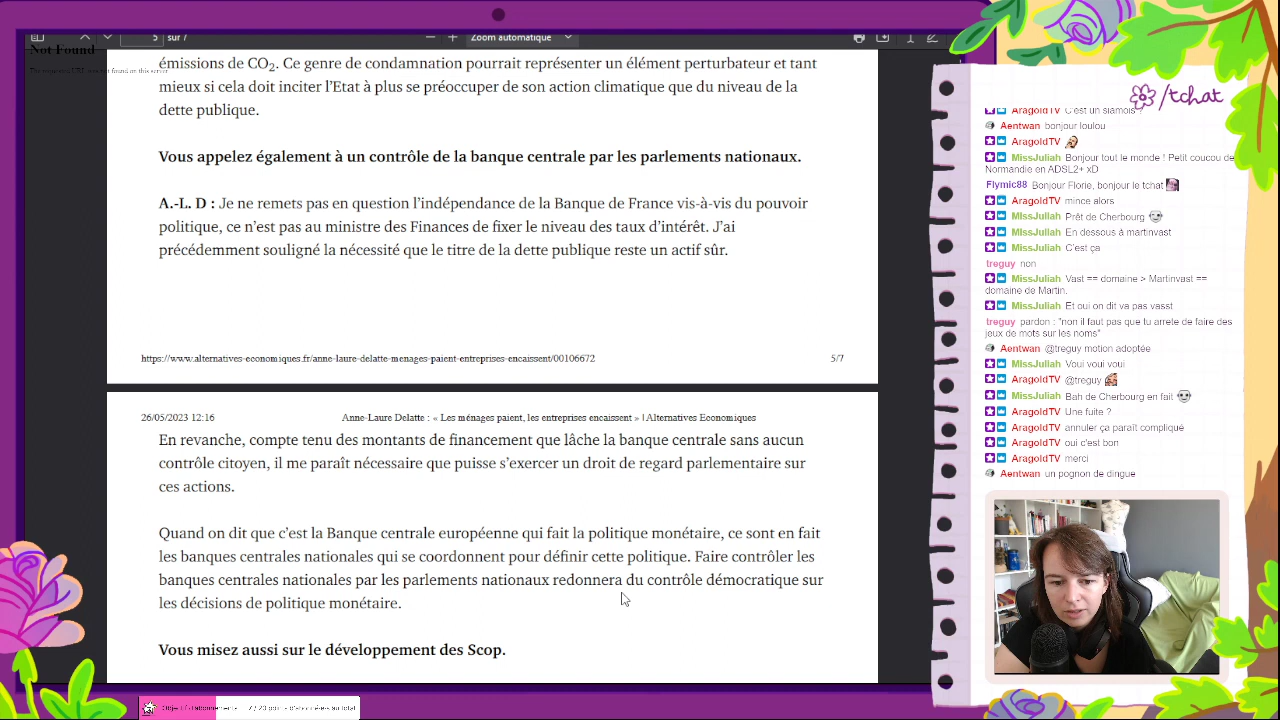 5 sur 7
Zoom automatique
Not Found
émissions de CO2. Ce genre de condamnation pourrait représenter un élément perturbateur et tant
mieux si cela doit inciter l’Etat à plus se préoccuper de son action climatique que du niveau de la
dette publique.
Vous appelez également à un contrôle de la banque centrale par les parlements nationaux.
A.-L. D : Je ne remets pas en question l’indépendance de la Banque de France vis-à-vis du pouvoir
politique, ce n’est pas au ministre des Finances de fixer le niveau des taux d’intérêt. J’ai
précédemment souligné la nécessité que le titre de la dette publique reste un actif sûr.
https://www.alternatives-economiques.fr/anne-laure-delatte-menages-paient-entreprises-encaissent/00106672
5/7
26/05/2023 12:16
Anne-Laure Delatte : « Les ménages paient, les entreprises encaissent » | Alternatives Economiques
En revanche, compte tenu des montants de financement que lâche la banque centrale sans aucun
contrôle citoyen, il me paraît nécessaire que puisse s’exercer un droit de regard parlementaire sur
ces actions.
Quand on dit que c’est la Banque centrale européenne qui fait la politique monétaire, ce sont en fait
les banques centrales nationales qui se coordonnent pour définir cette politique. Faire contrôler les
banques centrales nationales par les parlements nationaux redonnera du contrôle démocratique sur
les décisions de politique monétaire.
Vous misez aussi sur le développement des Scop.
/tchat
AragoldTV C'est un siamois ?
Aentwan bonjour loulou
AragoldTV
MissJuliah Bonjour tout le monde ! Petit coucou de
Normandie en ADSL2+ xD
Flymic88 Bonjour Florie, bonjour le tchat
AragoldTV mince alors
MissJuliah Prêt de Cherbourg
MissJuliah En dessous à martinvast
MissJuliah C'est ça
treguy non
MissJuliah Vast == domaine > Martinvast ==
domaine de Martin.
MissJuliah Et oui on dit va pas vasst
treguy pardon : "non il faut pas que tu arrete de faire des
jeux de mots sur les noms"
Aentwan @treguy motion adoptée
MissJuliah Voui voui voui
AragoldTV @treguy
MissJuliah Bah de Cherbourg en fait
AragoldTV Une fuite ?
AragoldTV annuler ça paraît compliqué
AragoldTV oui c'est bon
AragoldTV merci
Aentwan un pognon de dingue